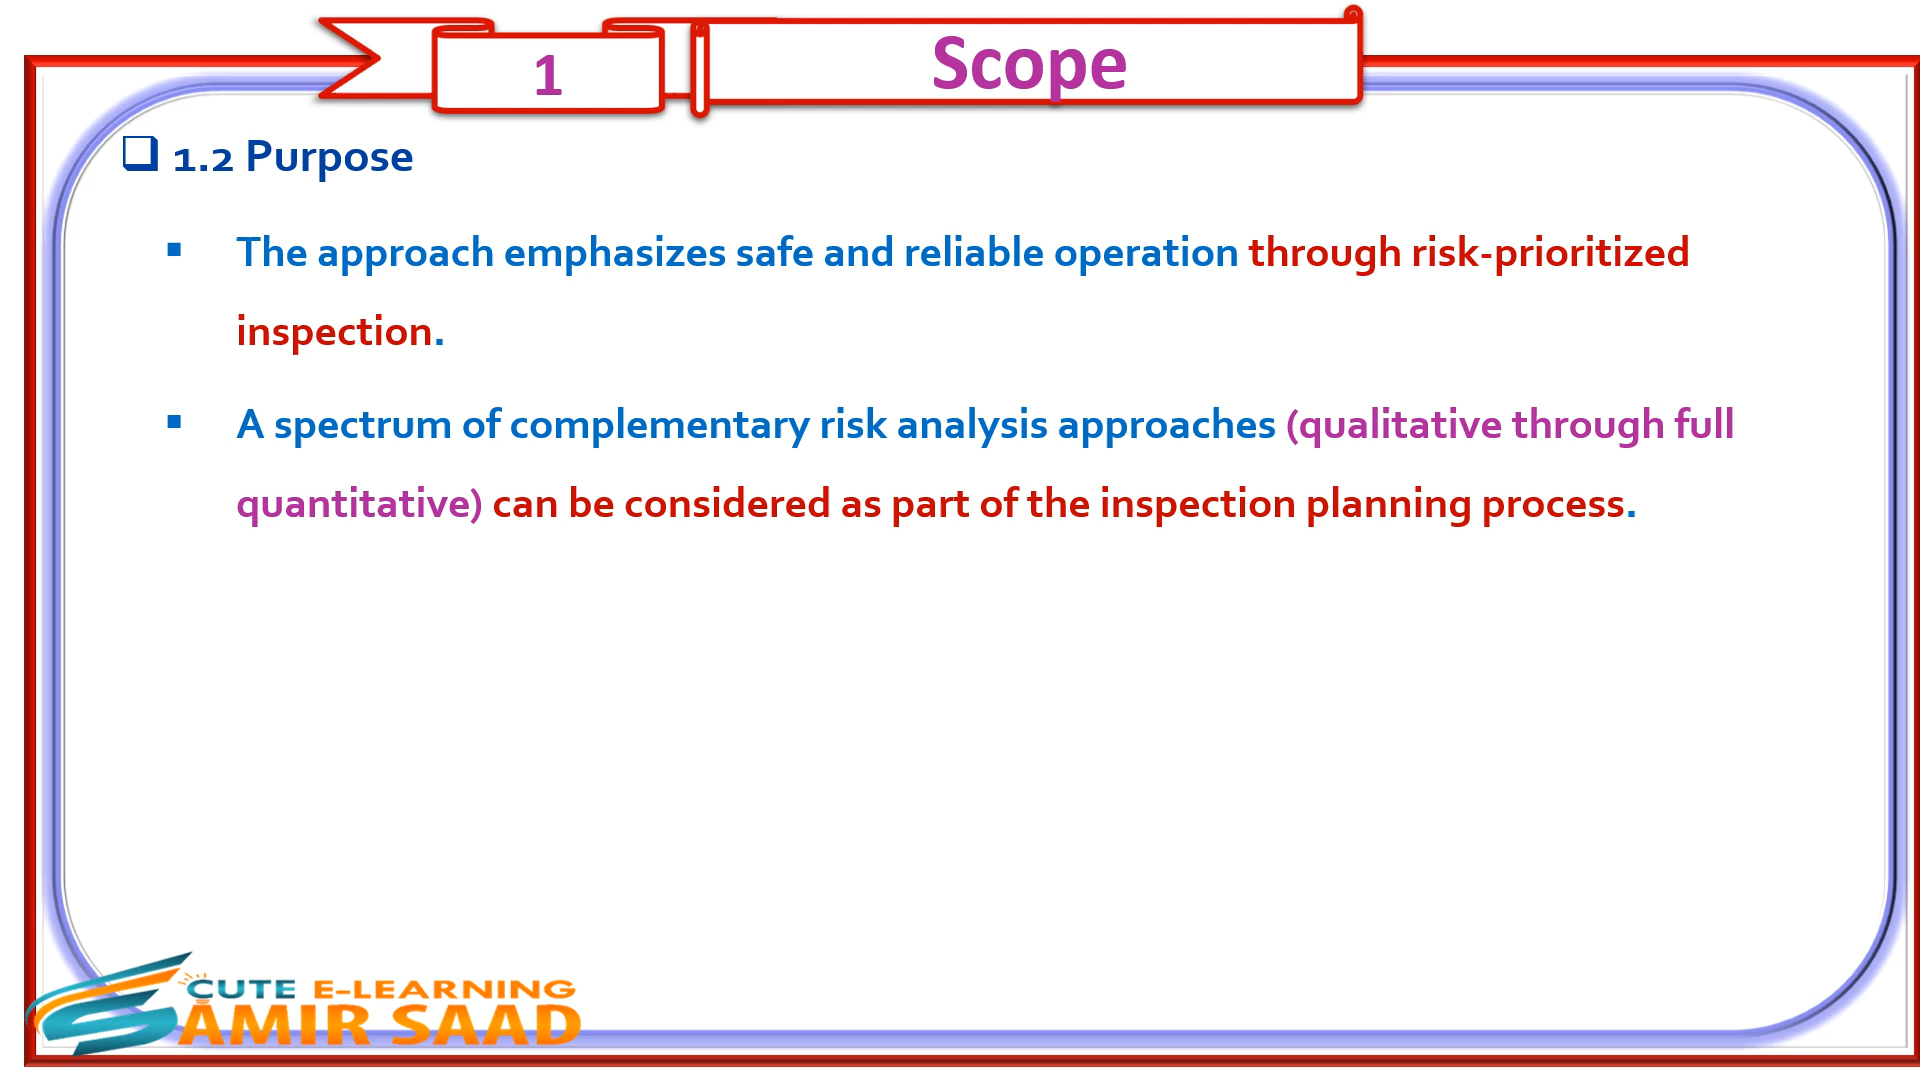 1
Scope
1.2 Purpose
The approach emphasizes safe and reliable operation through risk-prioritized
inspection.
A spectrum of complementary risk analysis approaches (qualitative through full
quantitative) can be considered as part of the inspection planning process.
CUTE E-LEARNING
AMIR SAAD